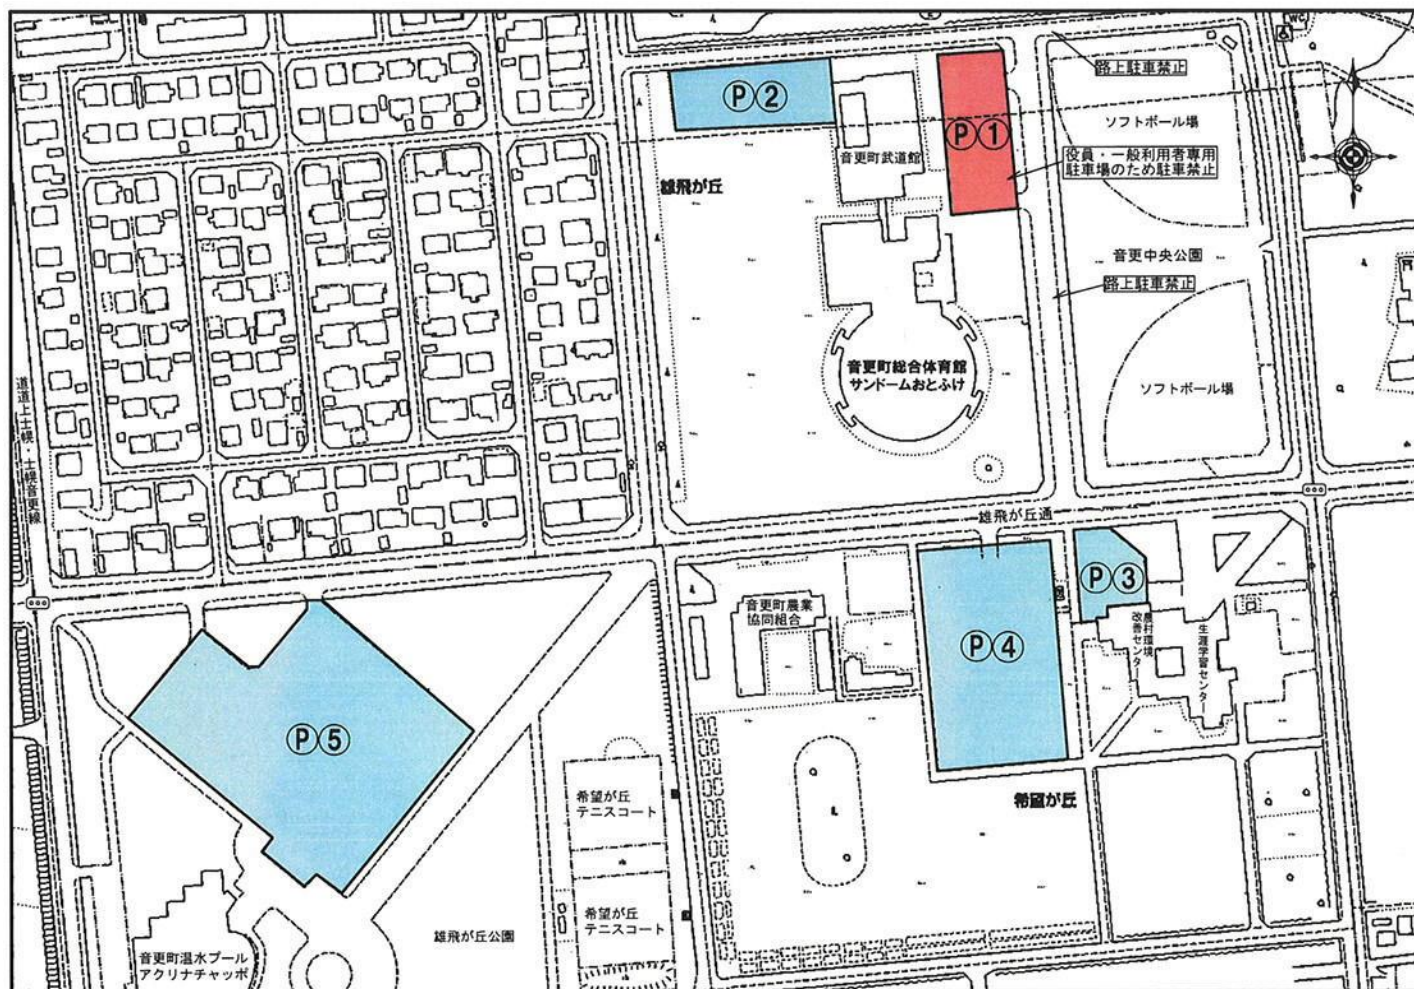 WC
路上駐車禁止
P②
P①
ソフトボール場
音更町武道館
役員・一般利用者専用
駐車場のため駐車禁止
雄飛が丘
音更中央公園
路上駐車禁止
音更町総合体育館
サンドームおとふけ
ソフトボール場
道道上士幌・士幌音更線
雄飛が丘通
P③
音更町農業
協同組合
農村環境
改善センター
生涯学習センター
P④
P⑤
希望が丘
テニスコート
希望が丘
希望が丘
テニスコート
雄飛が丘公園
音更町温水プール
アクリナチャッポ